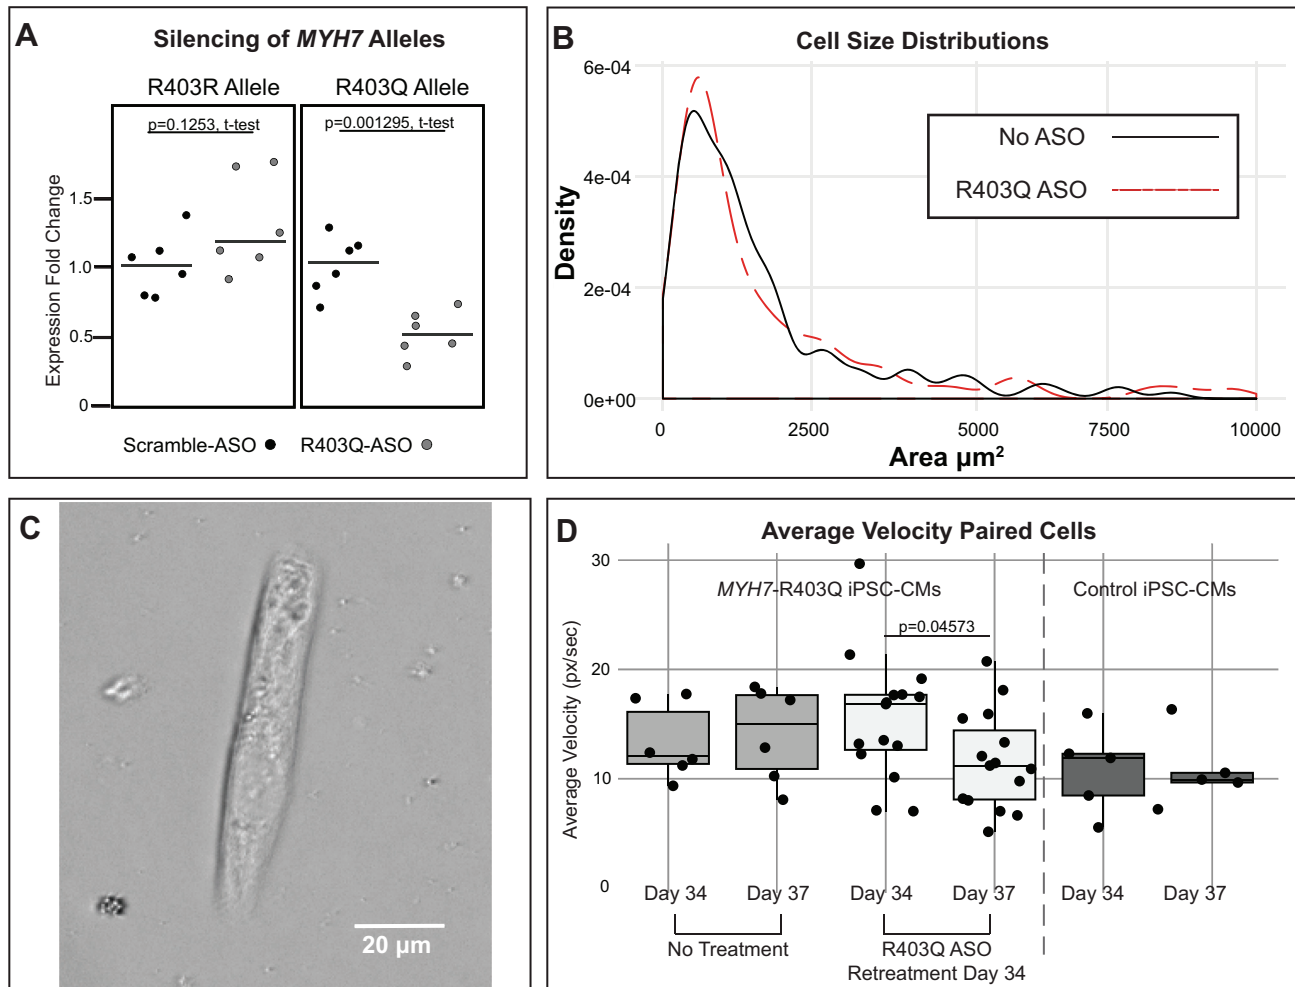 A
Silencing of MYH7 Alleles
R403R Allele
R403Q Allele
p=0.1253, t-test
p=0.001295, t-test
Expression Fold Change
1.5
1.0
0.5
0
Scramble-ASO
R403Q-ASO
B
Cell Size Distributions
6e-04
4e-04
2e-04
0e+00
Density
No ASO
R403Q ASO
0
2500
5000
7500
10000
Area µm²
C
20 µm
D
Average Velocity Paired Cells
30
20
10
0
Average Velocity (px/sec)
MYH7-R403Q iPSC-CMs
Control iPSC-CMs
p=0.04573
Day 34
Day 37
Day 34
Day 37
Day 34
Day 37
No Treatment
R403Q ASO
Retreatment Day 34